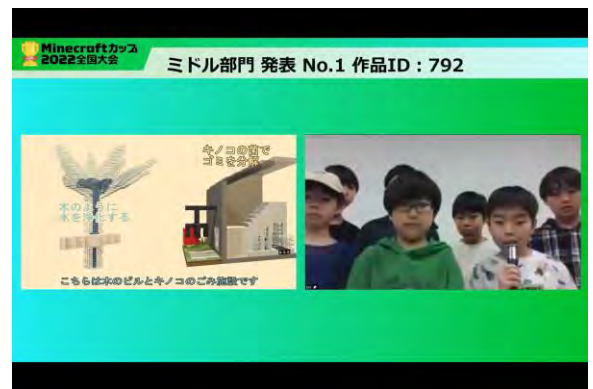 Minecraftカップ
2022全国大会
ミドル部門 発表 No.1 作品ID：792
キノコの菌で
ゴミを分解
木のように
水を浄化する
こちらは木のビルとキノコのごみ施設です